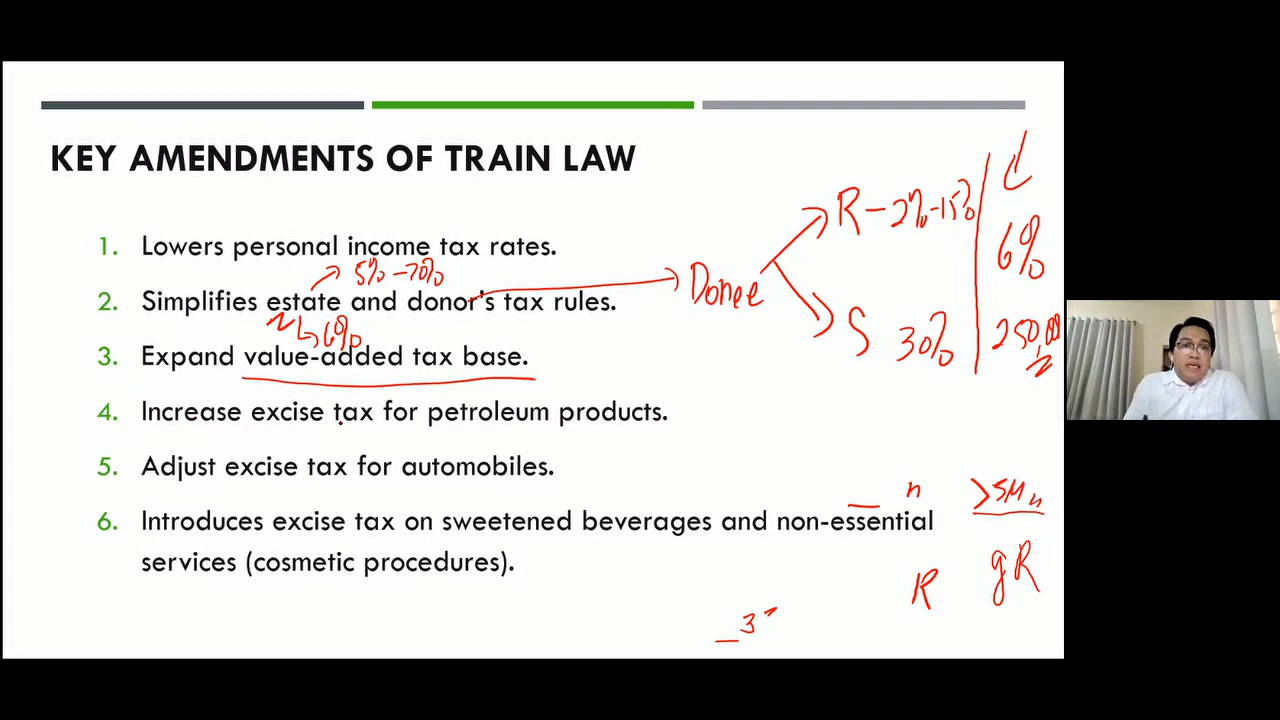 KEY AMENDMENTS OF TRAIN LAW
1. Lowers personal income tax rates.
5% - 20%
2. Simplifies estate and donor's tax rules.
6%
Donee
R - 2% - 15%
S 30%
6%
250,000
3. Expand value-added tax base.
4. Increase excise tax for petroleum products.
5. Adjust excise tax for automobiles.
6. Introduces excise tax on sweetened beverages and non-essential
services (cosmetic procedures).
R
gR
3